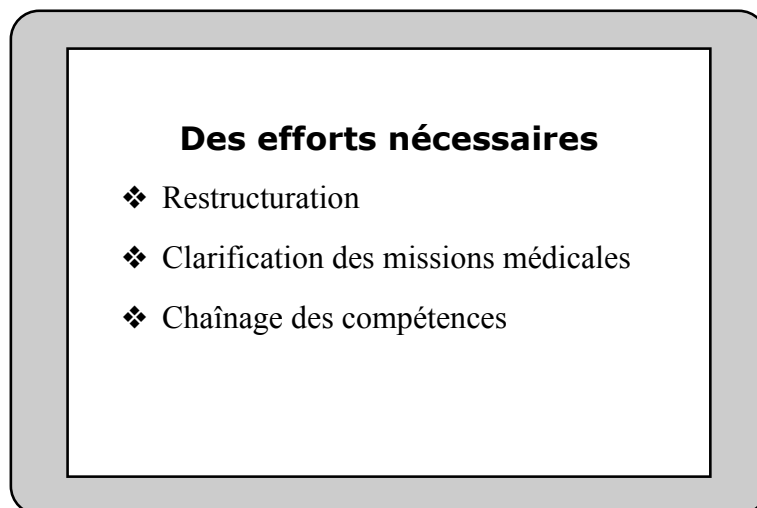 Des efforts nécessaires
❖ Restructuration
❖ Clarification des missions médicales
❖ Chaînage des compétences